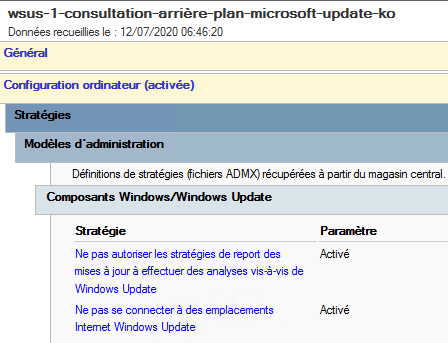 wsus-1-consultation-arrière-plan-microsoft-update-ko
Données recueillies le : 12/07/2020 06:46:20
Général
Configuration ordinateur (activée)
Stratégies
Modèles d'administration
Définitions de stratégies (fichiers ADMX) récupérées à partir du magasin central.
Composants Windows/Windows Update
Stratégie Paramètre
Ne pas autoriser les stratégies de report des Activé
mises à jour à effectuer des analyses vis-à-vis de
Windows Update
Ne pas se connecter à des emplacements Activé
Internet Windows Update